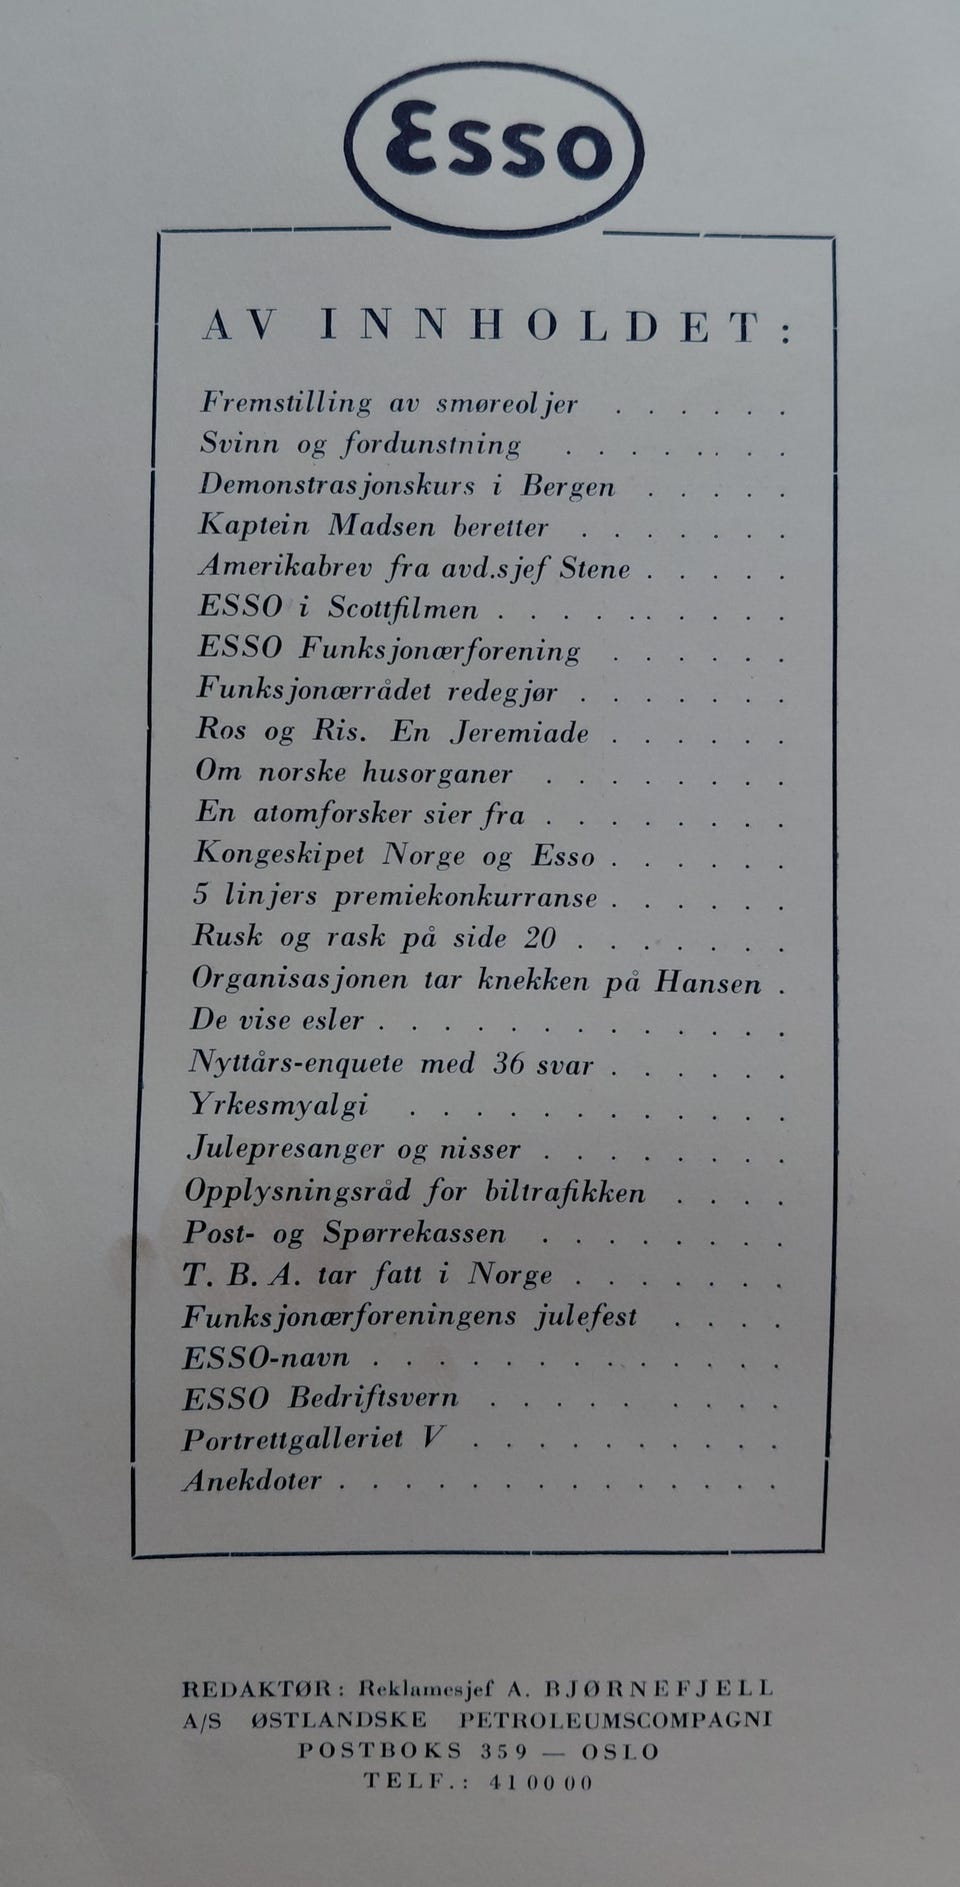 Esso
AV INNHOLDET:
Fremstilling av smøreoljer . . . . . .
Svinn og fordunstning . . . . . . . .
Demonstrasjonskurs i Bergen . . . . .
Kaptein Madsen beretter . . . . . . .
Amerikabrev fra avd.sjef Stene . . . . .
ESSO i Scottfilmen . . . . . . . . . .
ESSO Funksjonærforening . . . . . .
Funksjonærrådet redegjør . . . . . . .
Ros og Ris. En Jeremiade . . . . . .
Om norske husorganer . . . . . . . .
En atomforsker sier fra . . . . . . . .
Kongeskipet Norge og Esso . . . . . .
5 linjers premiekonkurranse . . . . . .
Rusk og rask på side 20 . . . . . . .
Organisasjonen tar knekken på Hansen .
De vise esler . . . . . . . . . . . . .
Nyttårs-enquete med 36 svar . . . . . .
Yrkesmyalgi . . . . . . . . . . . .
Julepresanger og nisser . . . . . . . .
Opplysningsråd for biltrafikken . . . .
Post- og Spørrekassen . . . . . . . .
T. B. A. tar fatt i Norge . . . . . . .
Funksjonærforeningens julefest . . . .
ESSO-navn . . . . . . . . . . . . .
ESSO Bedriftsvern . . . . . . . . .
Portrettgalleriet V . . . . . . . . . .
Anekdoter . . . . . . . . . . . . . .
REDAKTØR: Reklamesjef A. BJØRNEFJELL
A/S ØSTLANDSKE PETROLEUMSCOMPAGNI
POSTBOKS 359 — OSLO
TELF.: 41 00 00